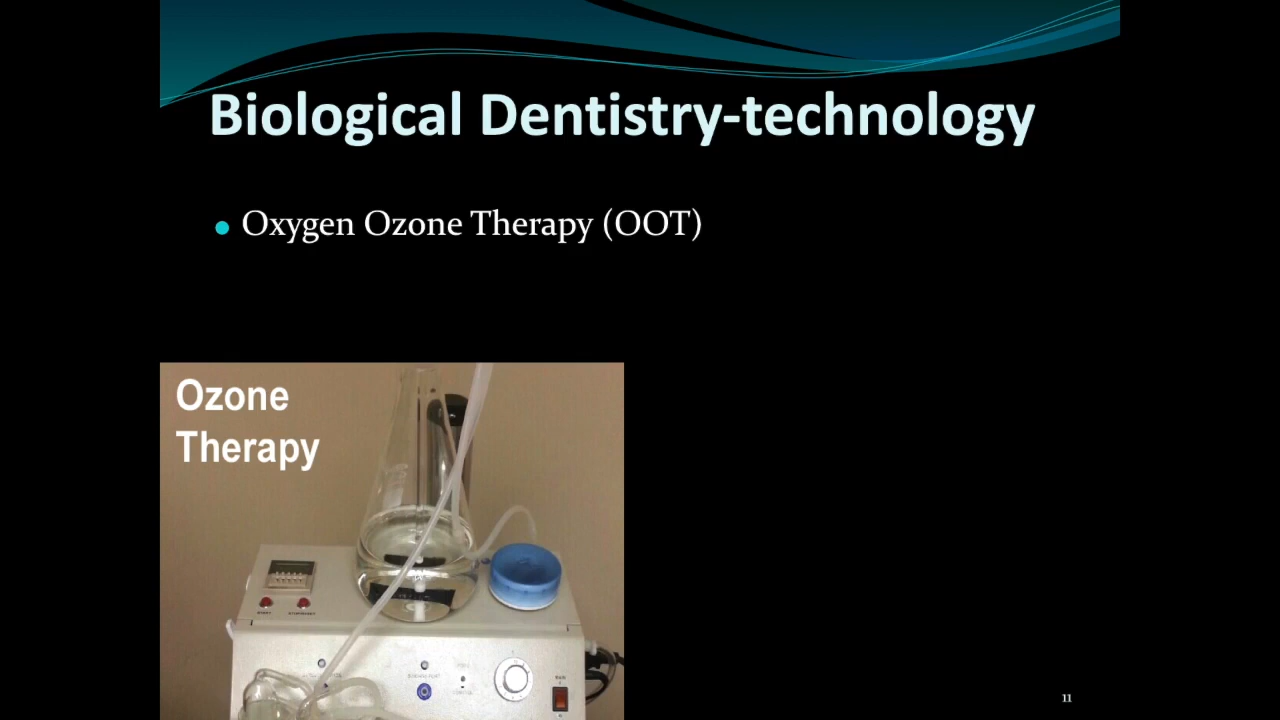 Biological Dentistry-technology
Oxygen Ozone Therapy (OOT)
Ozone
Therapy
11